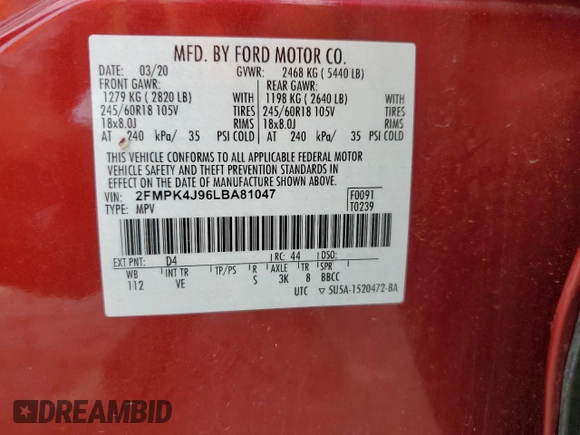 MFD. BY FORD MOTOR CO.
DATE: 03/20 GVWR: 2468 KG ( 5440 LB)
FRONT GAWR: REAR GAWR:
1279 KG ( 2820 LB) WITH 1198 KG ( 2640 LB) WITH
245/60R18 105V TIRES 245/60R18 105V TIRES
18x8.0J RIMS 18x8.0J RIMS
AT 240 kPa/ 35 PSI COLD AT 240 kPa/ 35 PSI COLD
THIS VEHICLE CONFORMS TO ALL APPLICABLE FEDERAL MOTOR
VEHICLE SAFETY AND THEFT PREVENTION STANDARDS IN
EFFECT ON THE DATE OF MANUFACTURE SHOWN ABOVE.
VIN: 2FMPK4J96LBA81047 F0091
TYPE: MPV T0239
EXT PNT: D4 RC: 44 DSO:
WB INT TR TP/PS R AXLE TR SPR
112 VE S 3K 8 BBCC
UTC ▽ 5U5A-1520472-BA
DREAMBID